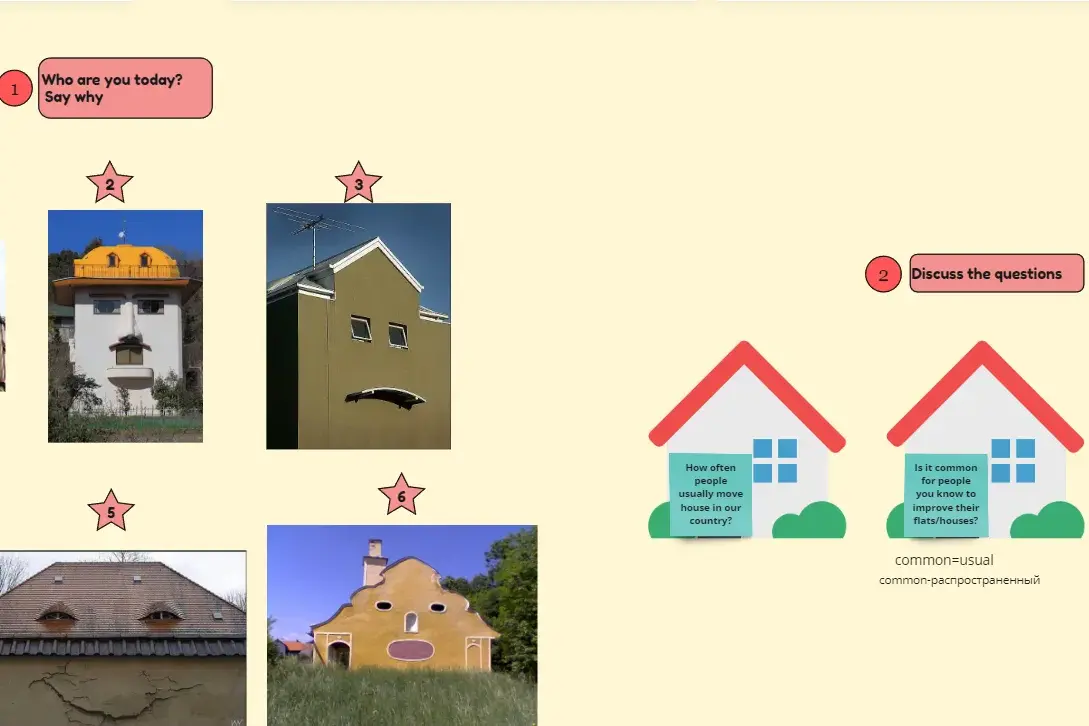 1
Who are you today?
Say why
2
3
5
6
2
Discuss the questions
How often
people
usually move
house in our
country?
Is it common
for people
you know to
improve their
flats/houses?
common=usual
common-распространенный